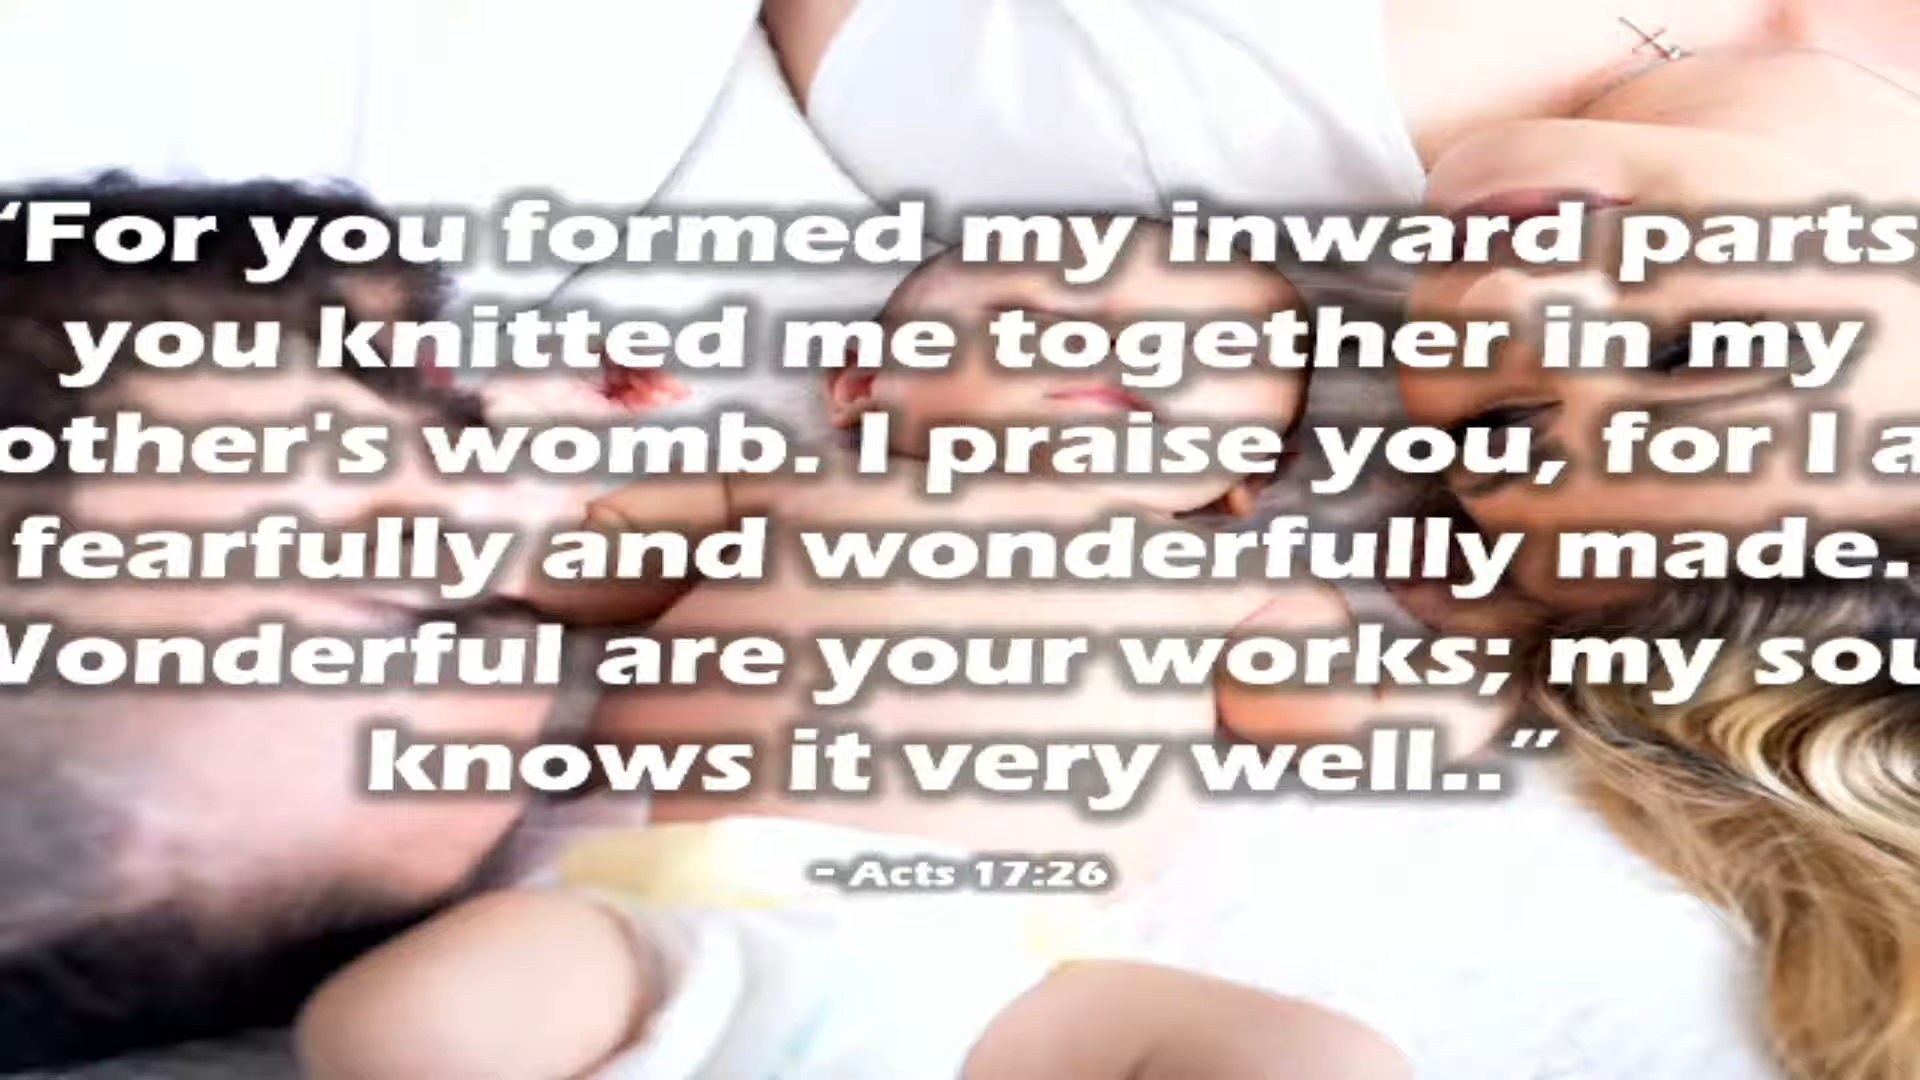 “For you formed my inward parts
you knitted me together in my
other's womb. I praise you, for I a
fearfully and wonderfully made.
Wonderful are your works; my sou
knows it very well..”
- Acts 17:26